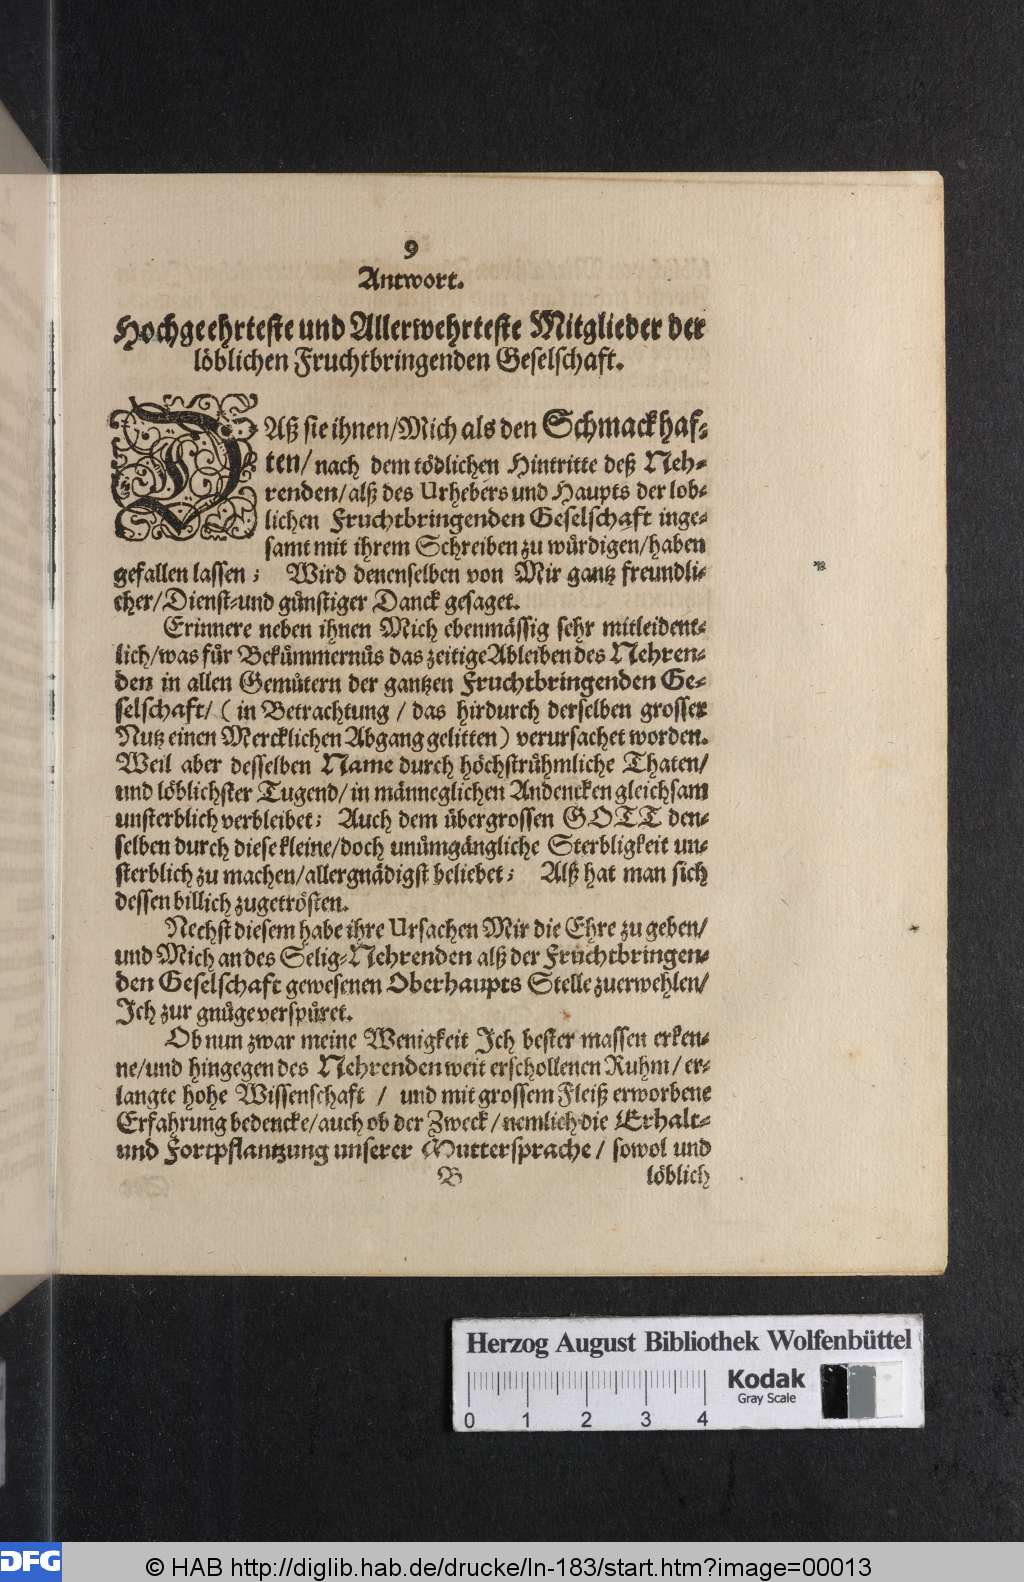 9
Antwort.
Hochgeehrteste und Allerwehrteste Mitglieder der
löblichen Fruchtbringenden Geselschaft.
DAß sie ihnen/Mich als den Schmackhaf-
ten/ nach dem tödlichen Hintritte deß Neh-
renden/alß des Urhebers und Haupts der löb-
lichen Fruchtbringenden Geselschaft inge-
samt mit ihrem Schreiben zu würdigen/haben
gefallen lassen; Wird denenselben von Mir gantz freundli-
cher/Dienst-und günstiger Danck gesaget.
Erinnere neben ihnen Mich ebenmässig sehr mitleident-
lich/was für Bekümmernüs das zeitige Ableiben des Nehren-
den in allen Gemütern der gantzen Fruchtbringenden Ge-
selschaft/ (in Betrachtung / das hirdurch derselben grosser
Nutz einen Mercklichen Abgang gelitten) verursachet worden.
Weil aber desselben Name durch höchstrühmliche Thaten/
und löblichster Tugend/in männeglichen Andencken gleichsam
unsterblich verbleibet; Auch dem übergrossen GOTT den-
selben durch diese kleine/doch unümgängliche Sterbligkeit un-
sterblich zu machen/allergnädigst beliebet; Alß hat man sich
dessen billich zugetrösten.
Nechst diesem habe ihre Ursachen Mir die Ehre zu geben/
und Mich an des Selig-Nehrenden alß der Fruchtbringen-
den Geselschaft gewesenen Oberhaupts Stelle zuerwehlen/
Ich zur gnüge verspüret.
Ob nun zwar meine Wenigkeit Ich bester massen erken-
ne/und hingegen des Nehrenden weit erschollenen Ruhm/er-
langte hohe Wissenschaft / und mit grossem Fleiß erworbene
Erfahrung bedencke/auch ob der Zweck/nemlich die Erhalt-
und Fortpflantzung unserer Muttersprache/ sowol und
B löblich
Herzog August Bibliothek Wolfenbüttel
Kodak
Gray Scale
0 1 2 3 4
DFG © HAB http://diglib.hab.de/drucke/ln-183/start.htm?image=00013